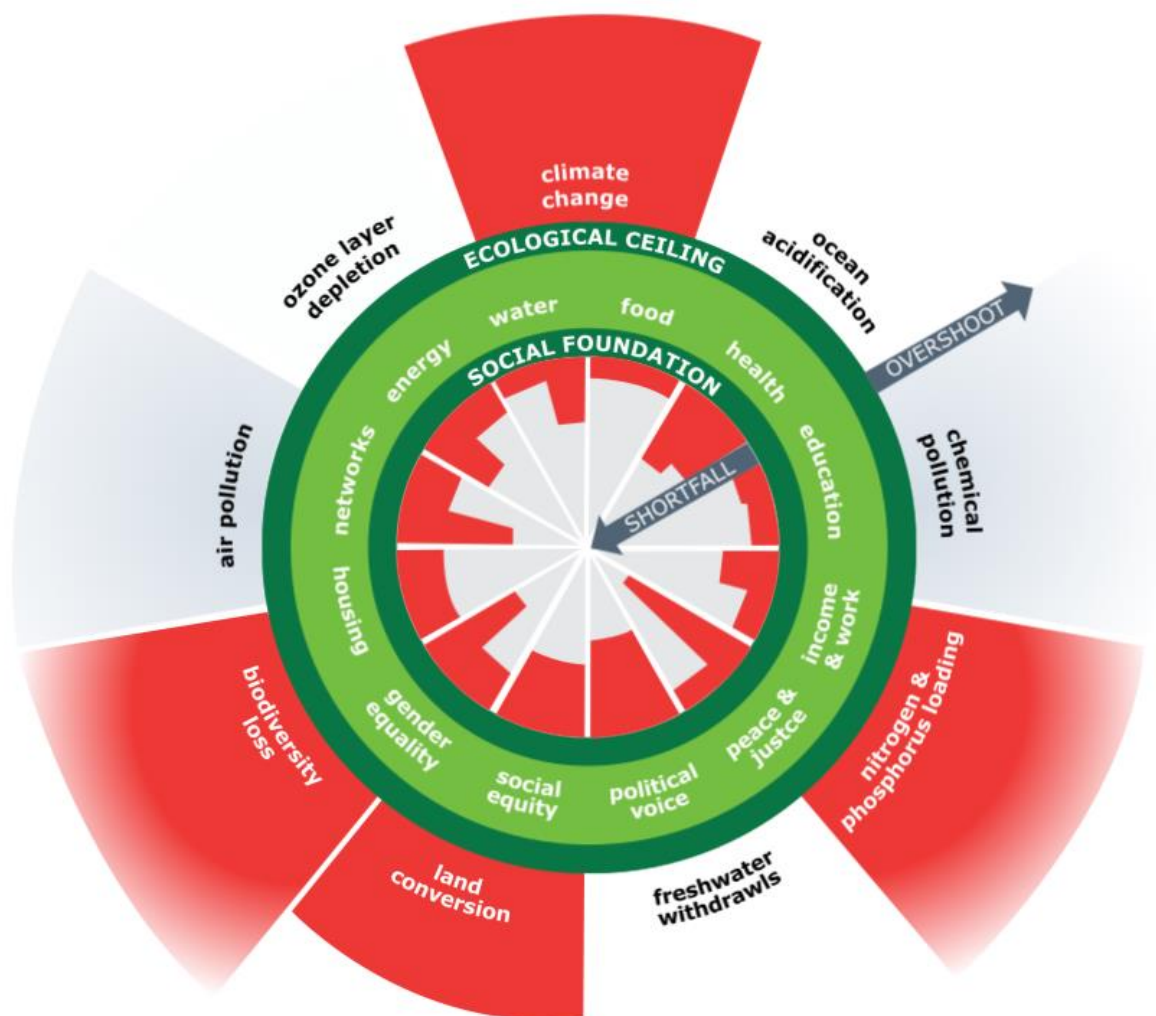 climate
change
ozone layer
depletion
ocean
acidification
ECOLOGICAL CEILING
OVERSHOOT
water
food
energy
health
SOCIAL FOUNDATION
networks
education
SHORTFALL
air pollution
chemical
pollution
housing
income
& work
biodiversity
loss
gender
equality
peace &
justce
nitrogen &
phosphorus loading
social
equity
political
voice
land
conversion
freshwater
withdrawls